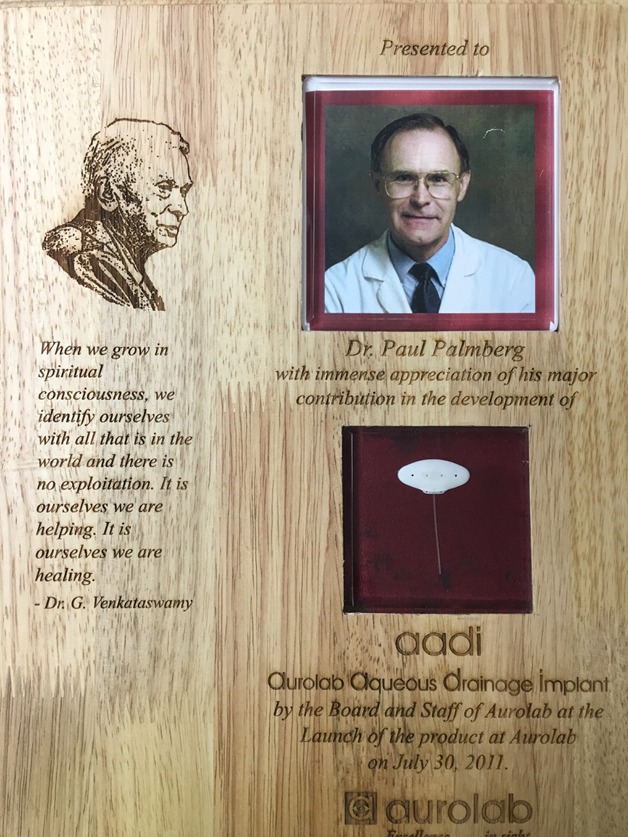 Presented to
Dr. Paul Palmberg
with immense appreciation of his major
contribution in the development of
aadi
aurolab aqueous drainage implant
by the Board and Staff of Aurolab at the
Launch of the product at Aurolab
on July 30, 2011.
aurolab
When we grow in
spiritual
consciousness, we
identify ourselves
with all that is in the
world and there is
no exploitation. It is
ourselves we are
helping. It is
ourselves we are
healing.
- Dr. G. Venkataswamy